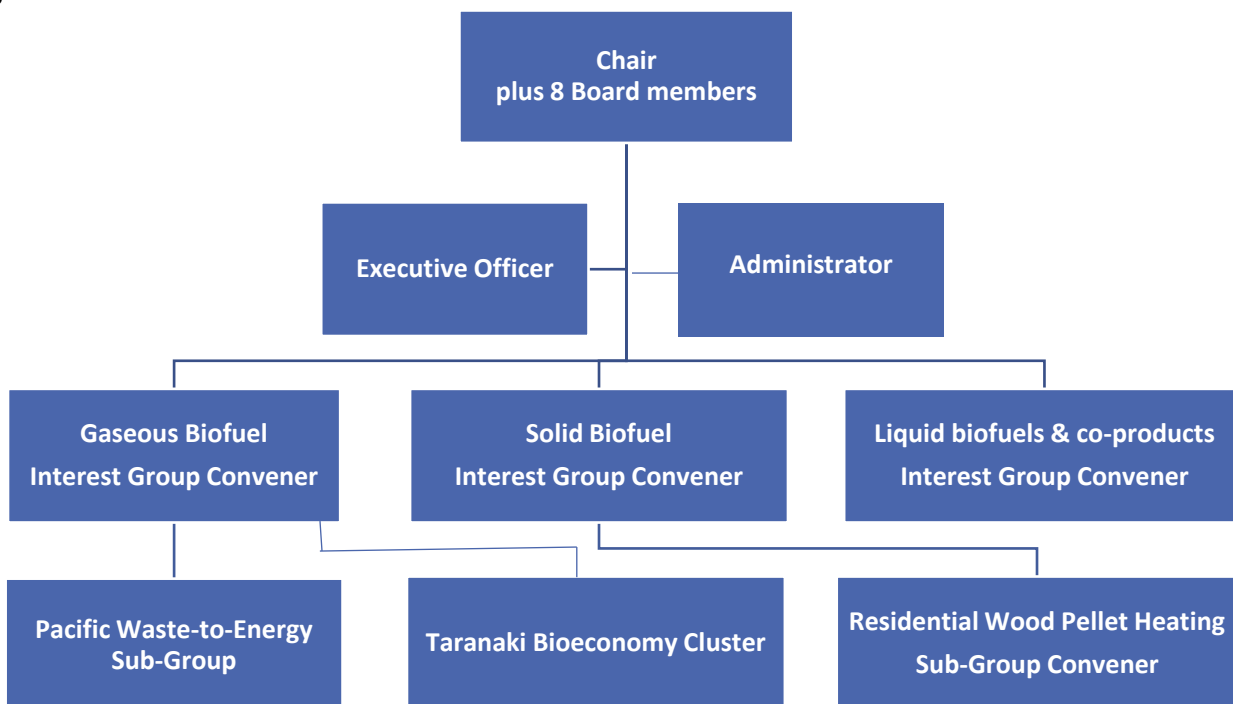 Chair
plus 8 Board members
Executive Officer
Administrator
Gaseous Biofuel
Interest Group Convener
Solid Biofuel
Interest Group Convener
Liquid biofuels & co-products
Interest Group Convener
Pacific Waste-to-Energy
Sub-Group
Taranaki Bioeconomy Cluster
Residential Wood Pellet Heating
Sub-Group Convener